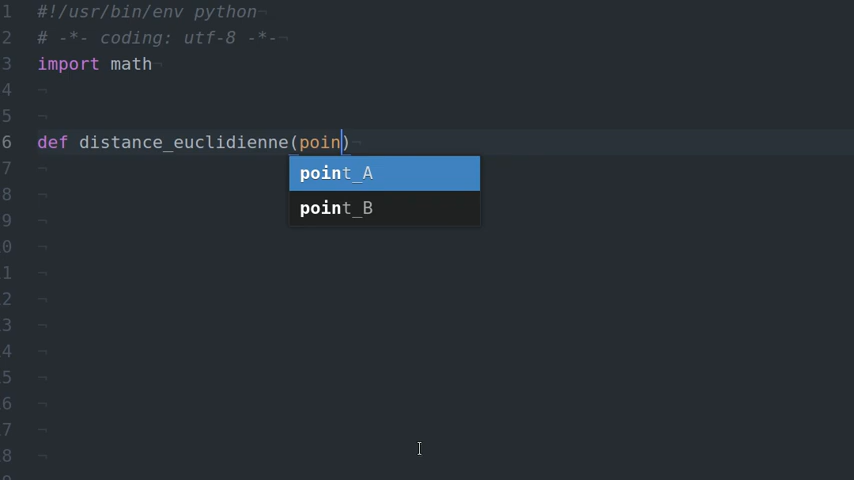 1 #!/usr/bin/env python¬
2 # -*- coding: utf-8 -*-¬
3 import math¬
4 ¬
5 ¬
6 def distance_euclidienne(poin)¬
7 ¬
point_A
8 ¬
9 ¬
point_B
0 ¬
1 ¬
2 ¬
3 ¬
4 ¬
5 ¬
6 ¬
7 ¬
8 ¬